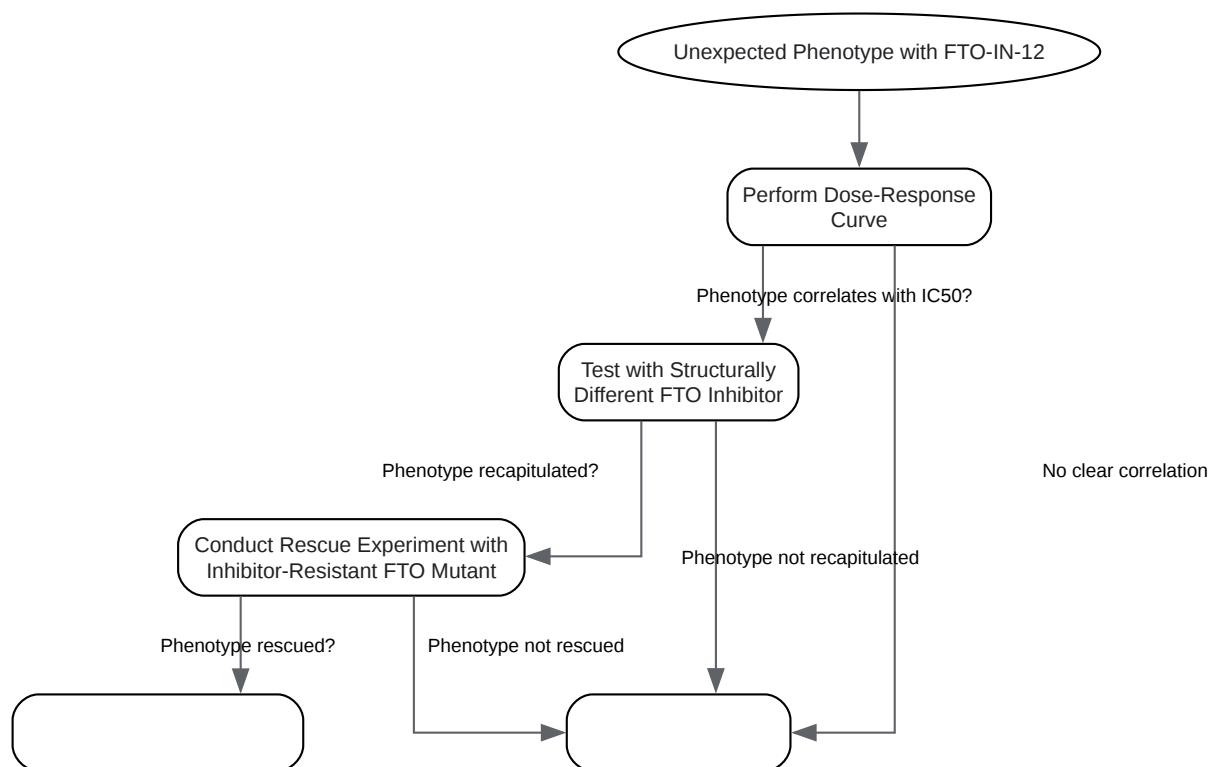 Unexpected Phenotype with FTO-IN-12
Perform Dose-Response
Curve
Phenotype correlates with IC50?
Test with Structurally
Different FTO Inhibitor
Phenotype recapitulated?
No clear correlation
Conduct Rescue Experiment with
Inhibitor-Resistant FTO Mutant
Phenotype not recapitulated
Phenotype rescued?
Phenotype not rescued